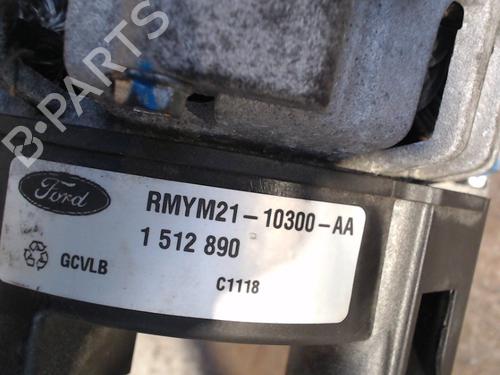 B-PARTS
Ford
RMYM21-10300-AA
1 512 890
GCVLB
C1118